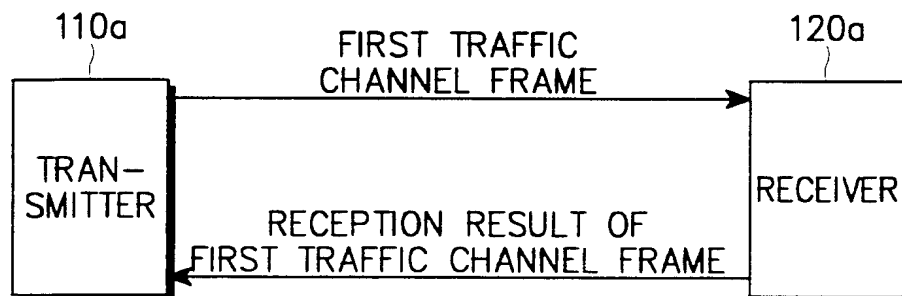 110a
120a
FIRST TRAFFIC
CHANNEL FRAME
TRAN-
SMITTER
RECEIVER
RECEPTION RESULT OF
FIRST TRAFFIC CHANNEL FRAME